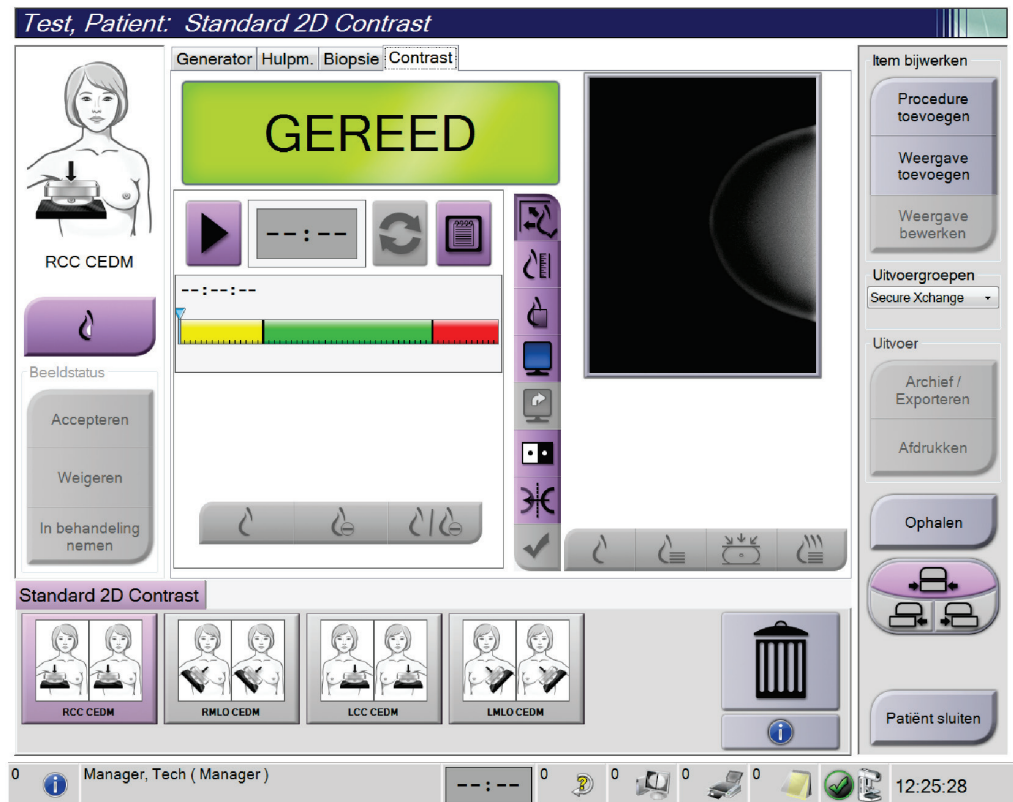 Test, Patient: Standard 2D Contrast
Generator Hulpm. Biopsie Contrast
GEREED
--:--
--:--:--
RCC CEDM
Beeldstatus
Accepteren
Weigeren
In behandeling
nemen
Item bijwerken
Procedure
toevoegen
Weergave
toevoegen
Weergave
bewerken
Uitvoergroepen
Secure Xchange
Uitvoer
Archief /
Exporteren
Afdrukken
Ophalen
Patiënt sluiten
Standard 2D Contrast
RCC CEDM
RMLO CEDM
LCC CEDM
LMLO CEDM
0 Manager, Tech ( Manager ) --:-- 0 0 0 0 12:25:28